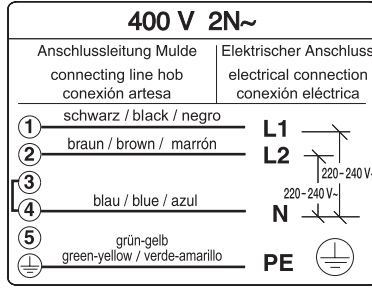 400 V 2N~
Anschlussleitung Mulde
connecting line hob
conexión artesa
Elektrischer Anschluss
electrical connection
conexión eléctrica
1 schwarz / black / negro L1
2 braun / brown / marrón L2
3
220-240 V~
220-240 V~
4 blau / blue / azul N
5
grün-gelb
green-yellow / verde-amarillo PE